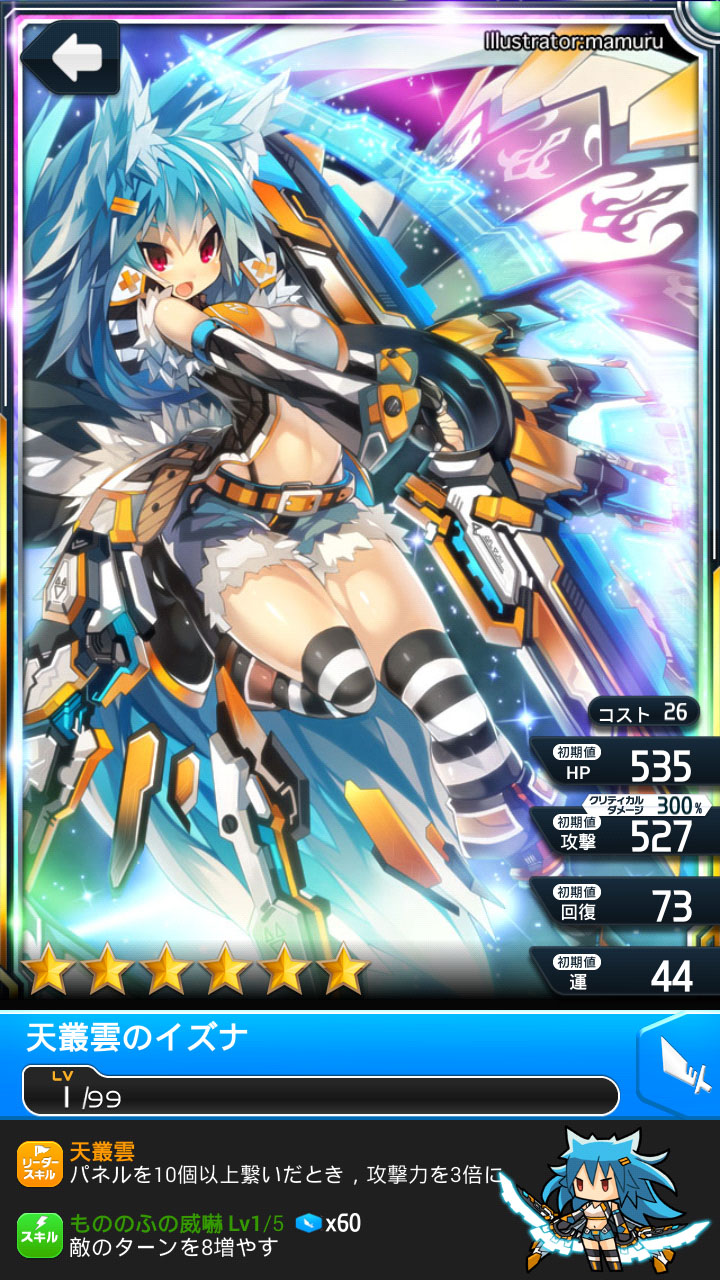 Illustrator:mamuru
コスト 26
初期値
HP 535
クリティカル
ダメージ 300%
初期値
攻撃 527
初期値
回復 73
初期値
運 44
天叢雲のイズナ
LV
1/99
リーダー
スキル
天叢雲
パネルを10個以上繋いだとき,攻撃力を3倍に
スキル
もののふの威嚇 Lv1/5 x60
敵のターンを8増やす